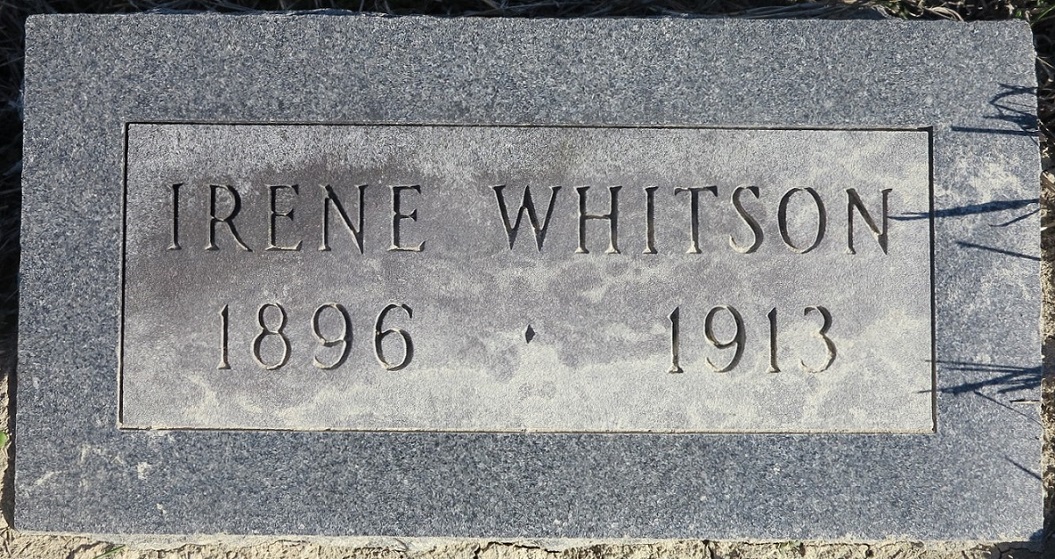 IRENE WHITSON
1896 · 1913